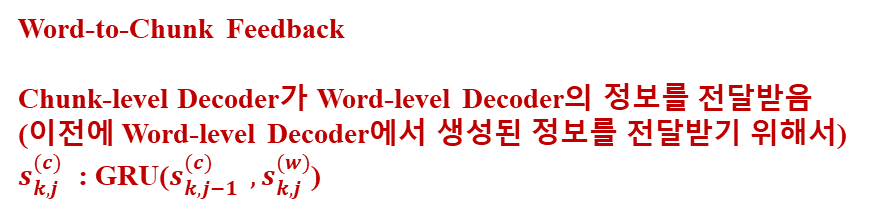 Word-to-Chunk Feedback
Chunk-level Decoder가 Word-level Decoder의 정보를 전달받음
(이전에 Word-level Decoder에서 생성된 정보를 전달받기 위해서)
$s_{k,j}^{(c)}$ : GRU($s_{k,j-1}^{(c)}$ , $s_{k,j}^{(w)}$)